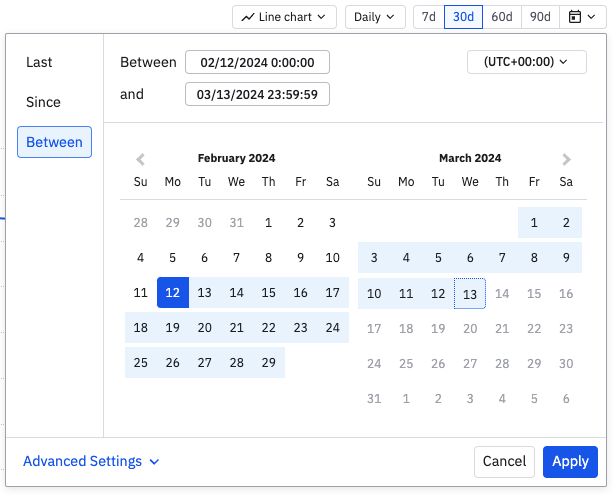 Line chart Daily 7d 30d 60d 90d
Last
Since
Between
Between 02/12/2024 0:00:00 (UTC+00:00)
and 03/13/2024 23:59:59
February 2024
Su Mo Tu We Th Fr Sa
28 29 30 31 1 2 3
4 5 6 7 8 9 10
11 12 13 14 15 16 17
18 19 20 21 22 23 24
25 26 27 28 29
March 2024
Su Mo Tu We Th Fr Sa
1 2
3 4 5 6 7 8 9
10 11 12 13 14 15 16
17 18 19 20 21 22 23
24 25 26 27 28 29 30
31 1 2 3 4 5 6
Advanced Settings Cancel Apply